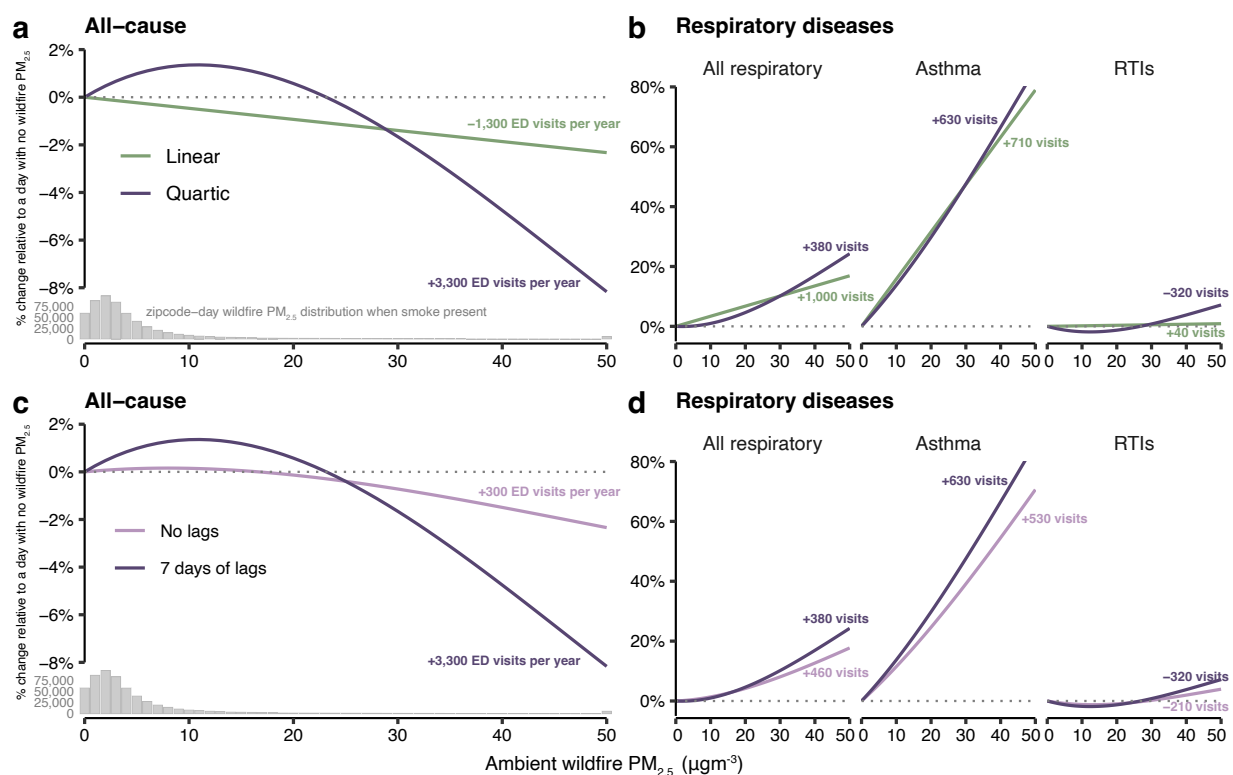 a All−cause
% change relative to a day with no wildfire PM2.5
2%
0%
−2%
−4%
−6%
−8%
−1,300 ED visits per year
Linear
Quartic
+3,300 ED visits per year
75,000
50,000
25,000
0
zipcode−day wildfire PM2.5 distribution when smoke present
0 10 20 30 40 50
b Respiratory diseases
All respiratory Asthma RTIs
80%
60%
40%
20%
0%
+380 visits
+1,000 visits
+630 visits
+710 visits
−320 visits
+40 visits
0 10 20 30 40 50 0 10 20 30 40 50 0 10 20 30 40 50
c All−cause
% change relative to a day with no wildfire PM2.5
2%
0%
−2%
−4%
−6%
−8%
+300 ED visits per year
No lags
7 days of lags
+3,300 ED visits per year
75,000
50,000
25,000
0
0 10 20 30 40 50
d Respiratory diseases
All respiratory Asthma RTIs
80%
60%
40%
20%
0%
+380 visits
+460 visits
+630 visits
+530 visits
−320 visits
−210 visits
0 10 20 30 40 50 0 10 20 30 40 50 0 10 20 30 40 50
Ambient wildfire PM2.5 (µgm-3)